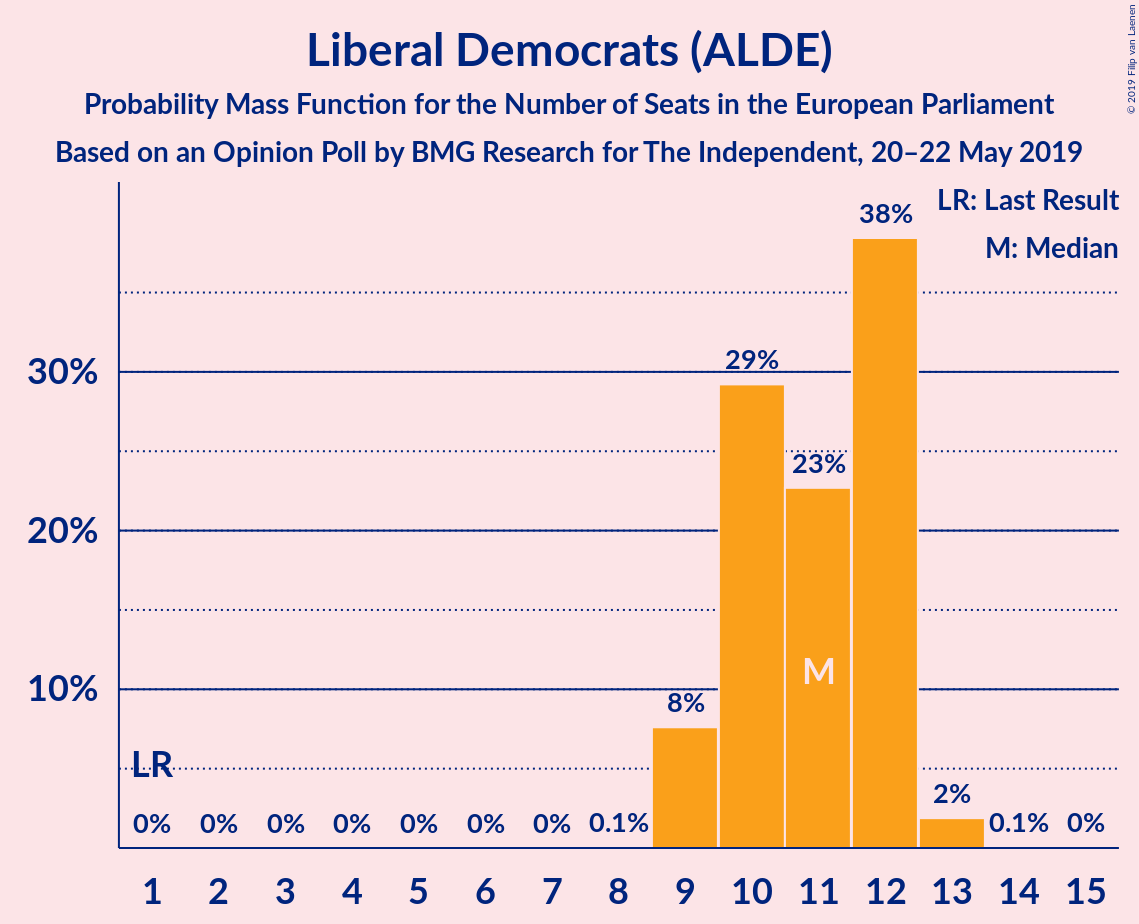 © 2019 Filip van Laenen
Liberal Democrats (ALDE)
Probability Mass Function for the Number of Seats in the European Parliament
Based on an Opinion Poll by BMG Research for The Independent, 20–22 May 2019
LR: Last Result
M: Median
38%
30%
29%
23%
20%
10%
M
8%
LR
2%
0% 0% 0% 0% 0% 0% 0% 0.1% 0.1% 0%
1 2 3 4 5 6 7 8 9 10 11 12 13 14 15